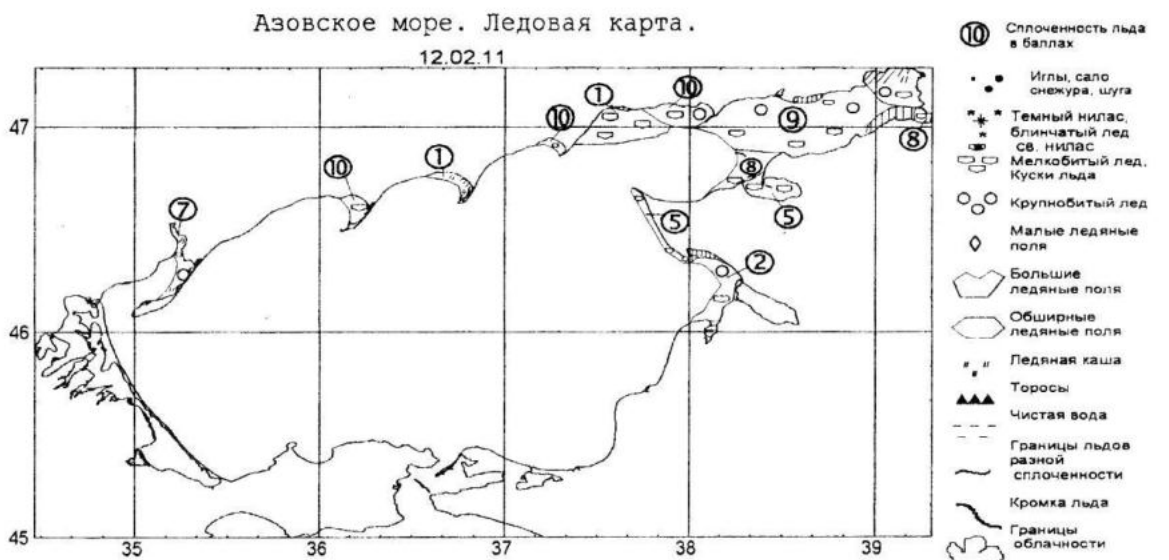 Азовское море. Ледовая карта.
12.02.11
⑩ Сплоченность льда
в баллах
Иглы, сало
снежура, шуга
Темный нилас,
блинчатый лед
св. нилас
Мелкобитый лед,
Куски льда
Крупнобитый лед
Малые ледяные
поля
Большие
ледяные поля
Обширные
ледяные поля
Ледяная каша
Торосы
Чистая вода
Границы льдов
разной
сплоченности
Кромка льда
Границы
облачности
① ⑩
⑩ ⑨
47 ⑧
① ⑩ ⑧
⑦ ⑤ ⑤
②
46
45
35 36 37 38 39